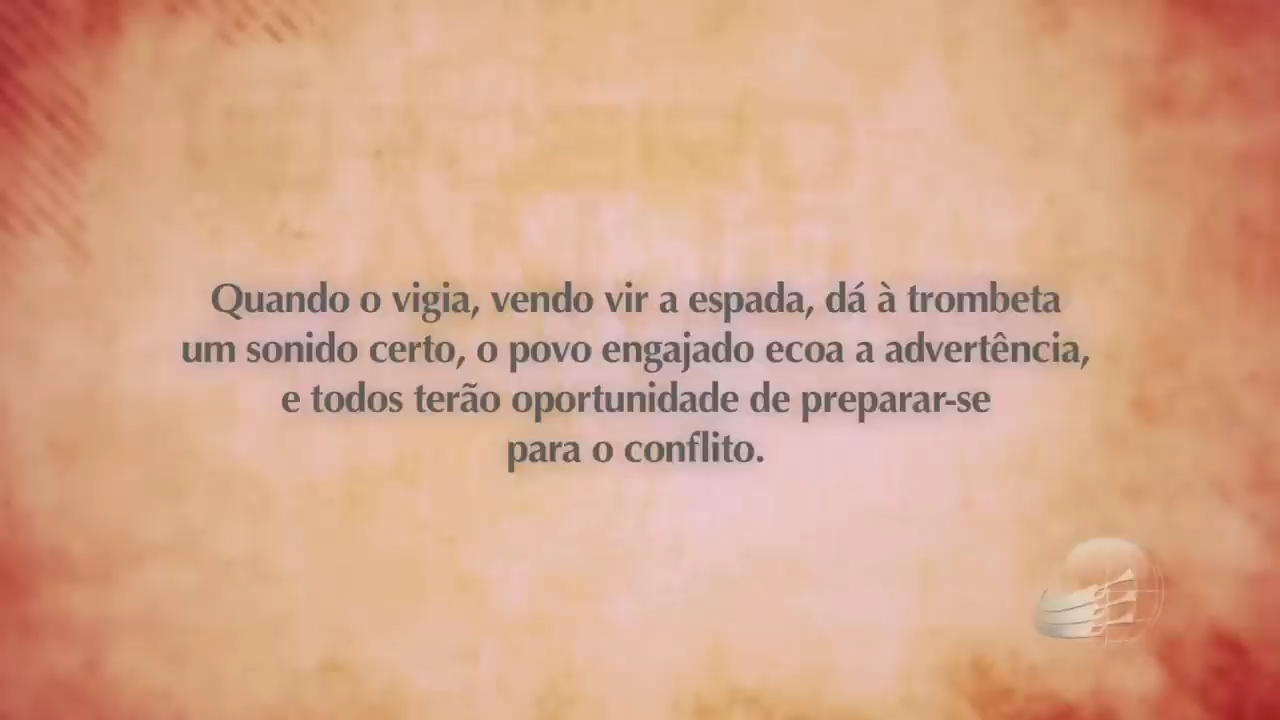 Quando o vigia, vendo vir a espada, dá à trombeta
um sonido certo, o povo engajado ecoa a advertência,
e todos terão oportunidade de preparar-se
para o conflito.